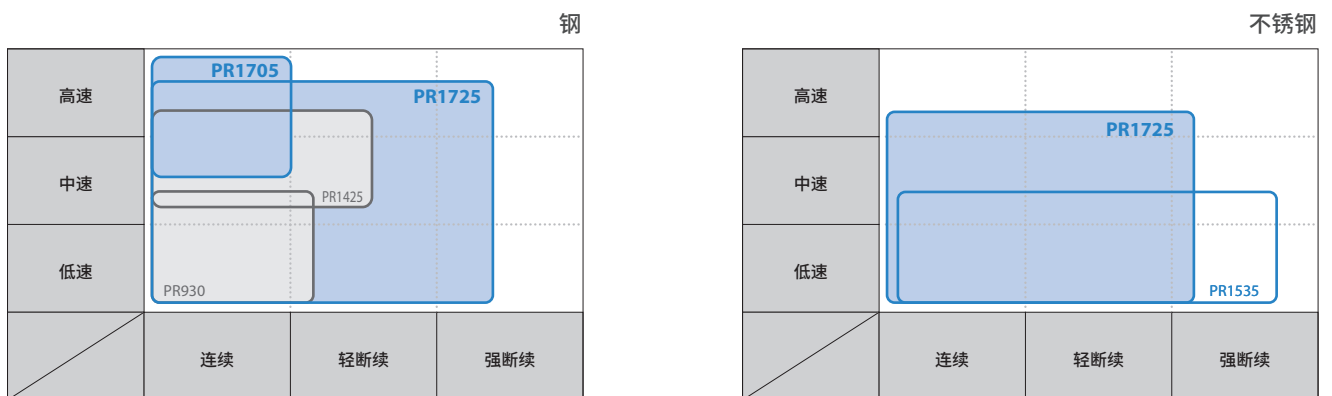 钢
高速
中速
低速
PR1705
PR1725
PR1425
PR930
连续
轻断续
强断续
不锈钢
高速
中速
低速
PR1725
PR1535
连续
轻断续
强断续